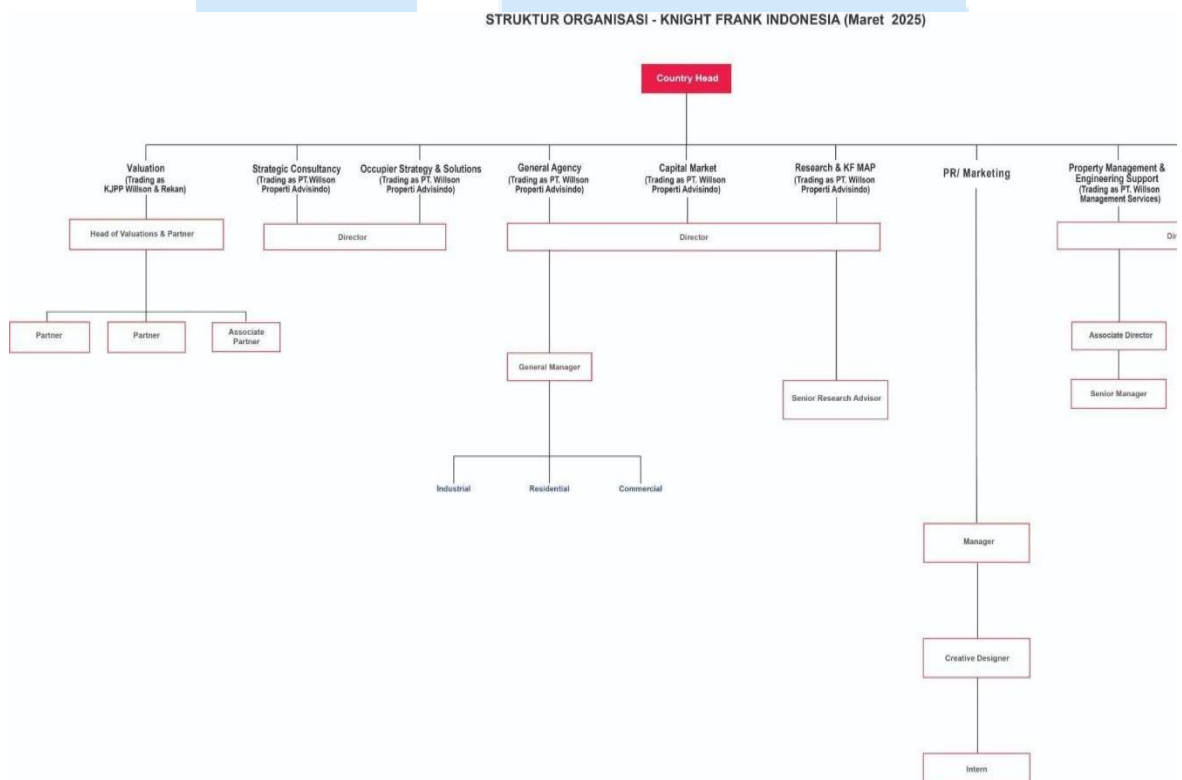 STRUKTUR ORGANISASI - KNIGHT FRANK INDONESIA (Maret 2025)
Country Head
Valuation
(Trading as
KJPP Willson & Rekan)
Strategic Consultancy
(Trading as PT.Willson
Properti Advisindo)
Occupier Strategy & Solutions
(Trading as PT. Willson
Properti Advisindo)
General Agency
(Trading as PT. Willson
Properti Advisindo)
Capital Market
(Trading as PT. Willson
Properti Advisindo)
Research & KF MAP
(Trading as PT. Willson
Properti Advisindo)
PR/ Marketing
Property Management &
Engineering Support
(Trading as PT. Willson
Management Services)
Head of Valuations & Partner
Director
Director
Partner
Partner
Associate
Partner
General Manager
Senior Research Advisor
Associate Director
Senior Manager
Industrial
Residential
Commercial
Manager
Creative Designer
Intern